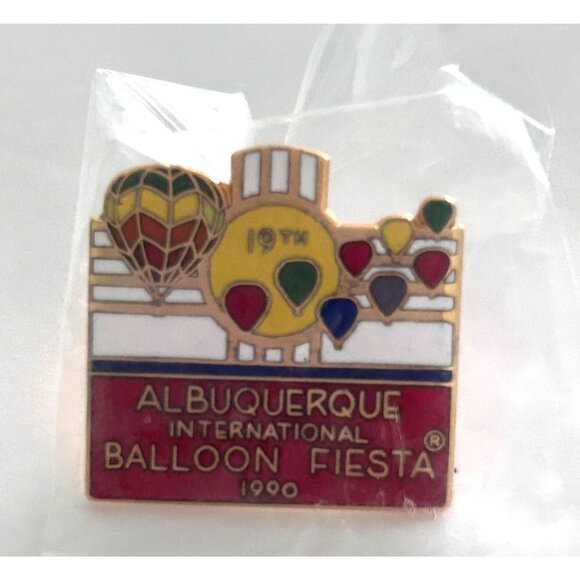 19TH
ALBUQUERQUE
INTERNATIONAL
BALLOON FIESTA ®
1990